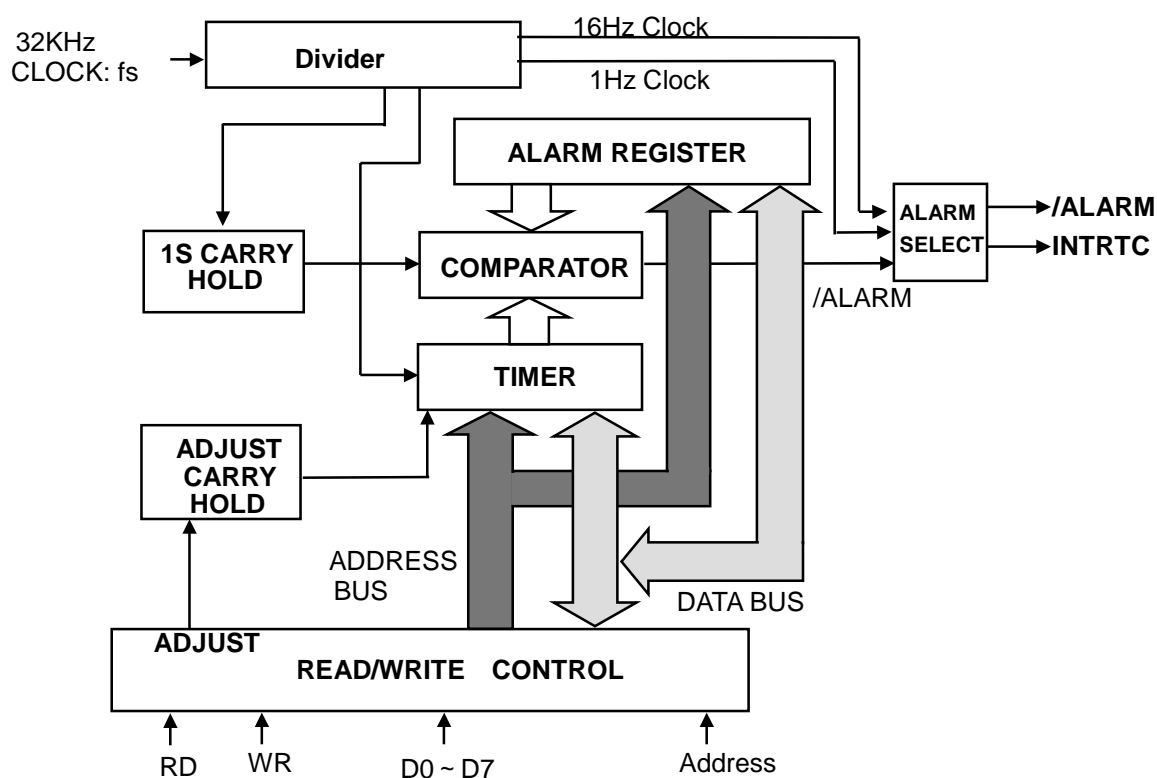 32KHz
CLOCK: fs
Divider
16Hz Clock
1Hz Clock
ALARM REGISTER
ALARM
SELECT
/ALARM
INTRTC
1S CARRY
HOLD
COMPARATOR
/ALARM
TIMER
ADJUST
CARRY
HOLD
ADDRESS
BUS
DATA BUS
ADJUST
READ/WRITE CONTROL
RD
WR
D0 ~ D7
Address